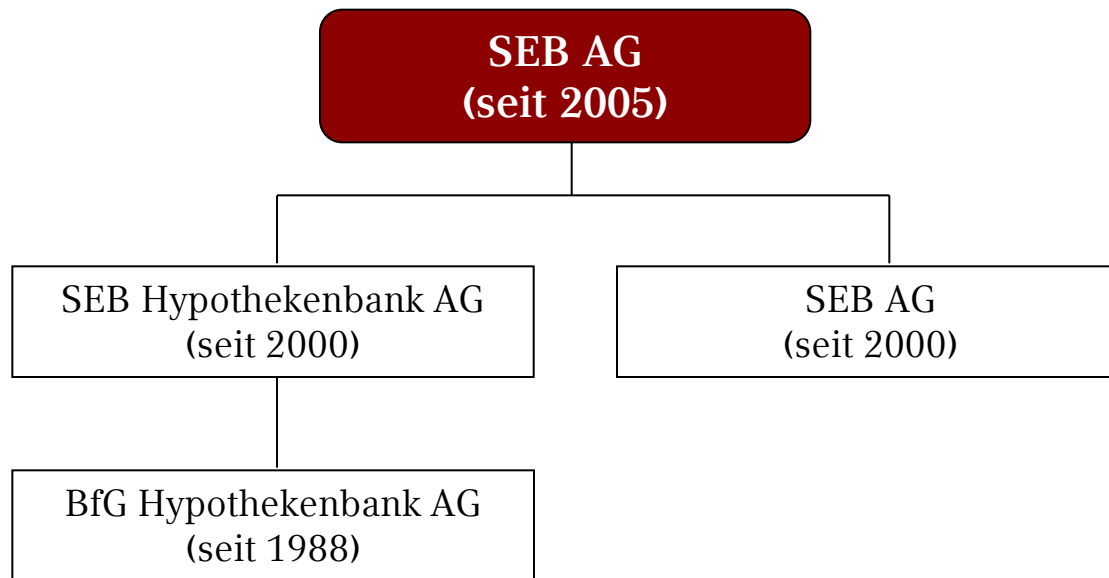 SEB AG
(seit 2005)
SEB Hypothekenbank AG
(seit 2000)
SEB AG
(seit 2000)
BfG Hypothekenbank AG
(seit 1988)